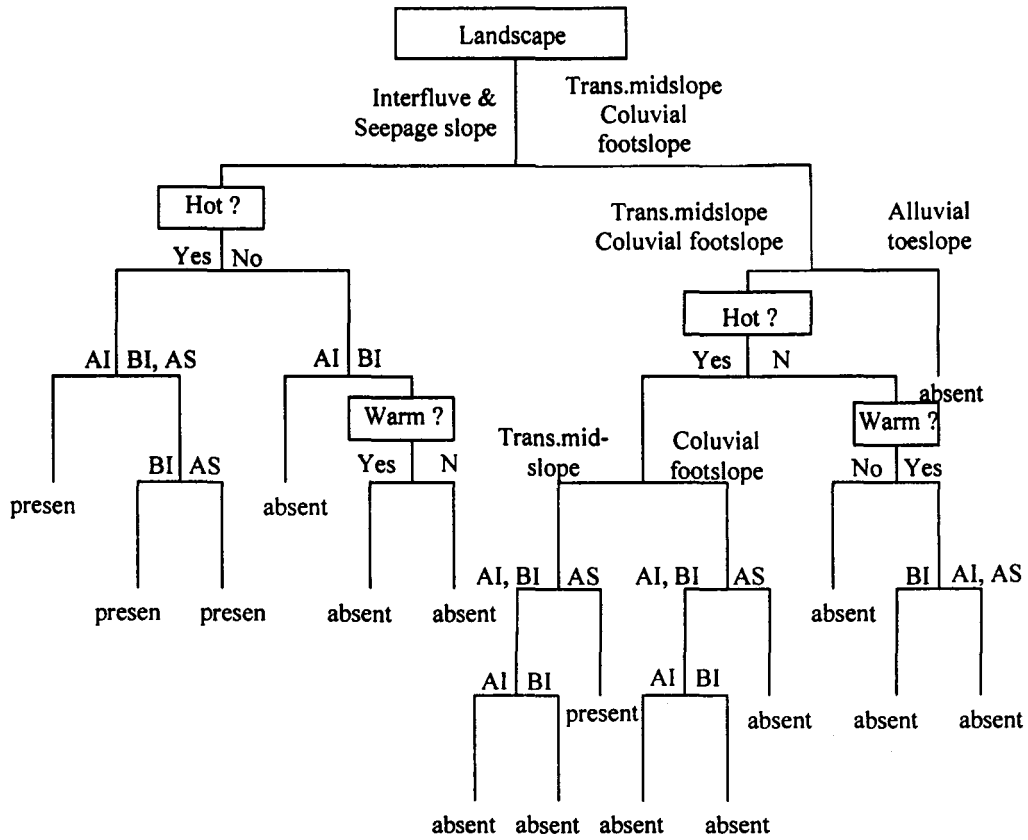 Landscape
Interfluve &
Seepage slope
Trans.midslope
Coluvial
footslope
Hot ?
Yes No
Trans.midslope
Coluvial footslope
Alluvial
toeslope
Hot ?
Yes N
AI BI, AS
AI BI
absent
Warm ?
Warm ?
Trans.mid-
slope
Coluvial
footslope
Yes N
No Yes
BI AS
presen
absent
AI, BI AS
AI, BI AS
BI AI, AS
presen
presen
absent
absent
absent
AI BI
AI BI
present
absent
absent
absent
absent
absent
absent
absent